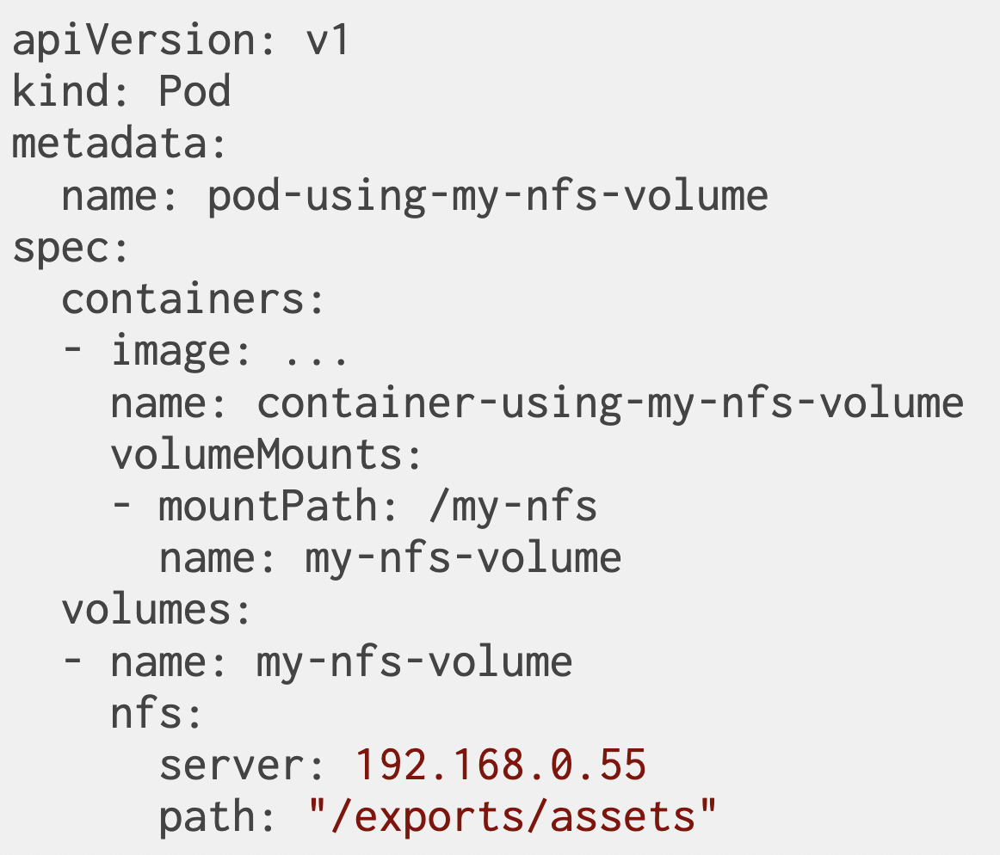 apiVersion: v1
kind: Pod
metadata:
  name: pod-using-my-nfs-volume
spec:
  containers:
  - image: ...
    name: container-using-my-nfs-volume
    volumeMounts:
    - mountPath: /my-nfs
      name: my-nfs-volume
  volumes:
  - name: my-nfs-volume
    nfs:
      server: 192.168.0.55
      path: "/exports/assets"